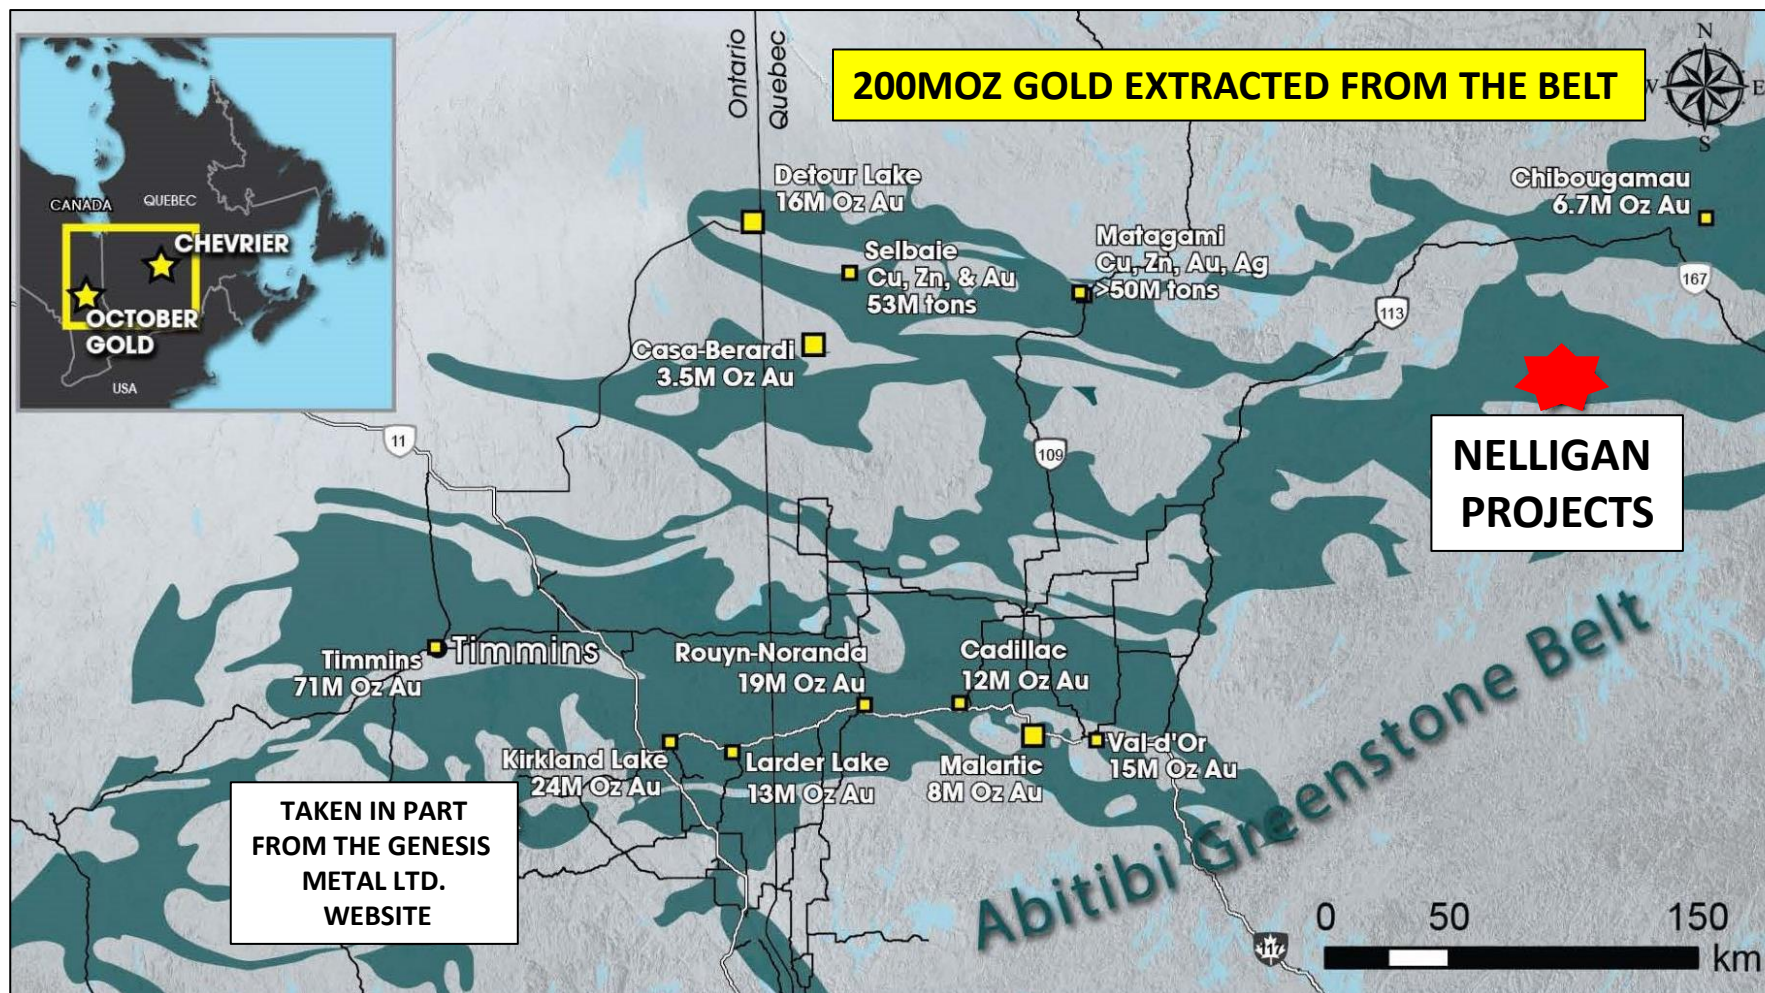 CANADA
QUEBEC
CHEVRIER
OCTOBER
GOLD
USA
Ontario
Quebec
200MOZ GOLD EXTRACTED FROM THE BELT
N
W
E
S
Detour Lake
16M Oz Au
Selbaie
Cu, Zn, & Au
53M tons
Matagami
Cu, Zn, Au, Ag
>50M tons
Chibougamau
6.7M Oz Au
167
113
Casa-Berardi
3.5M Oz Au
11
109
NELLIGAN
PROJECTS
Timmins
Timmins
71M Oz Au
Rouyn-Noranda
19M Oz Au
Cadillac
12M Oz Au
Kirkland Lake
24M Oz Au
Larder Lake
13M Oz Au
Malartic
8M Oz Au
Val-d'Or
15M Oz Au
Abitibi Greenstone Belt
TAKEN IN PART
FROM THE GENESIS
METAL LTD.
WEBSITE
117
0 50 150
km